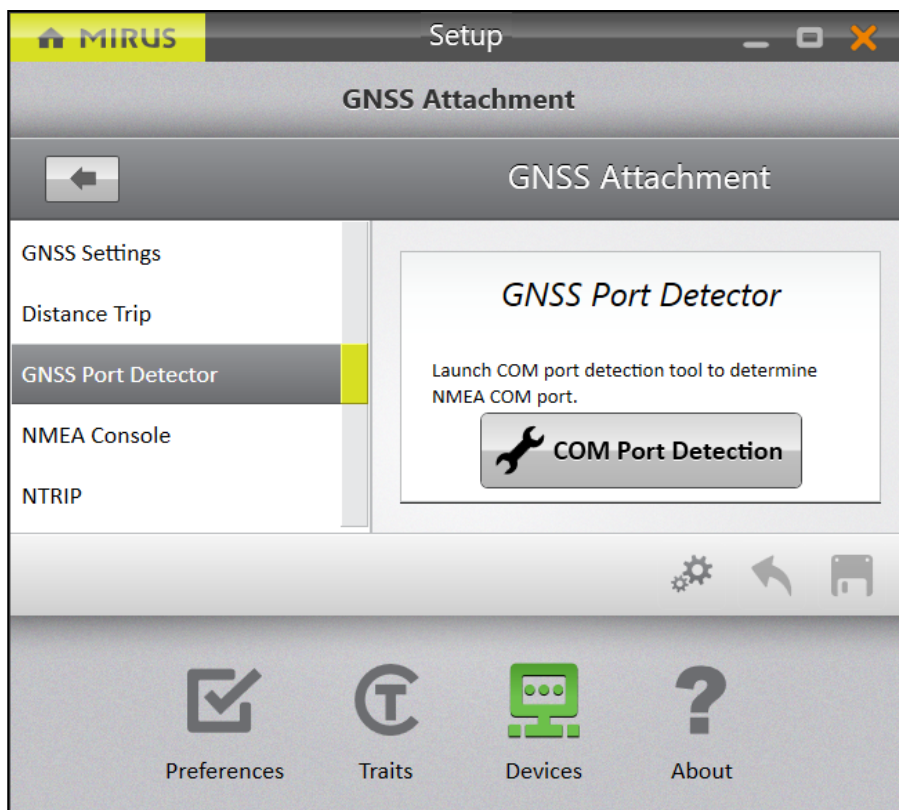 MIRUS
Setup
GNSS Attachment
GNSS Attachment
GNSS Settings
Distance Trip
GNSS Port Detector
NMEA Console
NTRIP
GNSS Port Detector
Launch COM port detection tool to determine
NMEA COM port.
COM Port Detection
Preferences
Traits
Devices
About